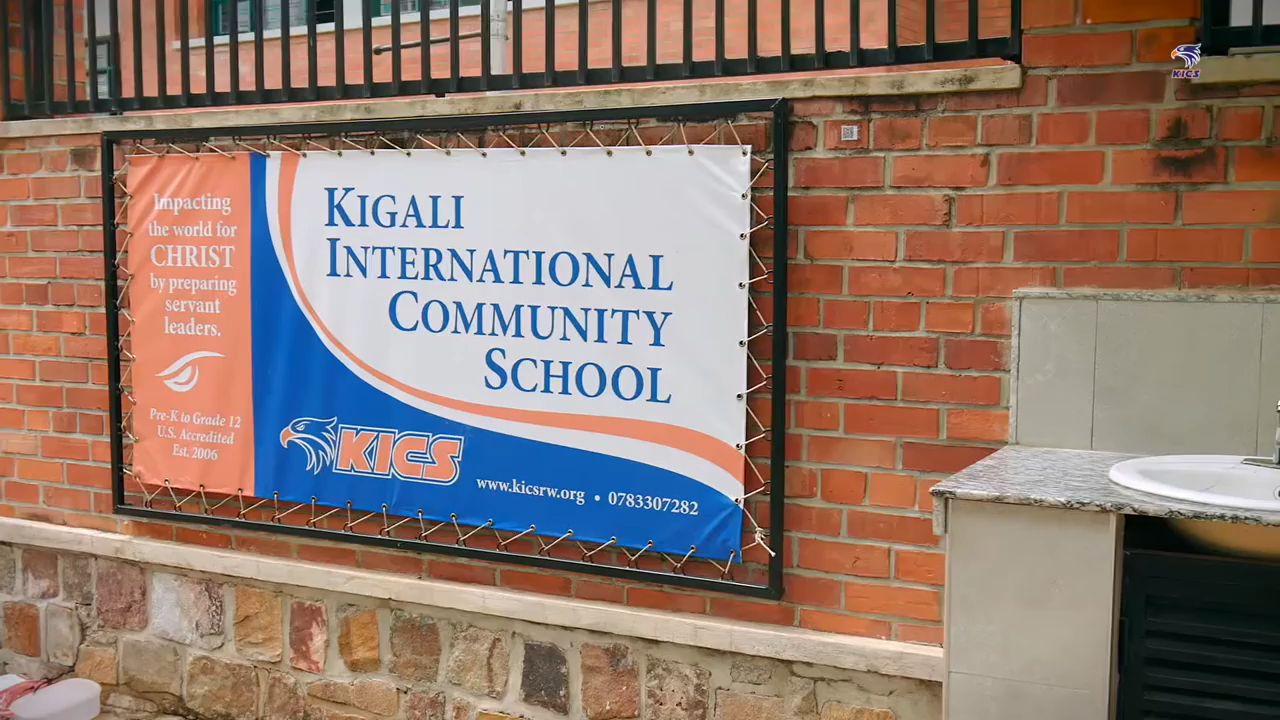 Impacting
the world for
CHRIST
by preparing
servant
leaders.
Pre-K to Grade 12
U.S. Accredited
Est. 2006
KIGALI
INTERNATIONAL
COMMUNITY
SCHOOL
KICS
www.kicsrw.org • 0783307282
KICS